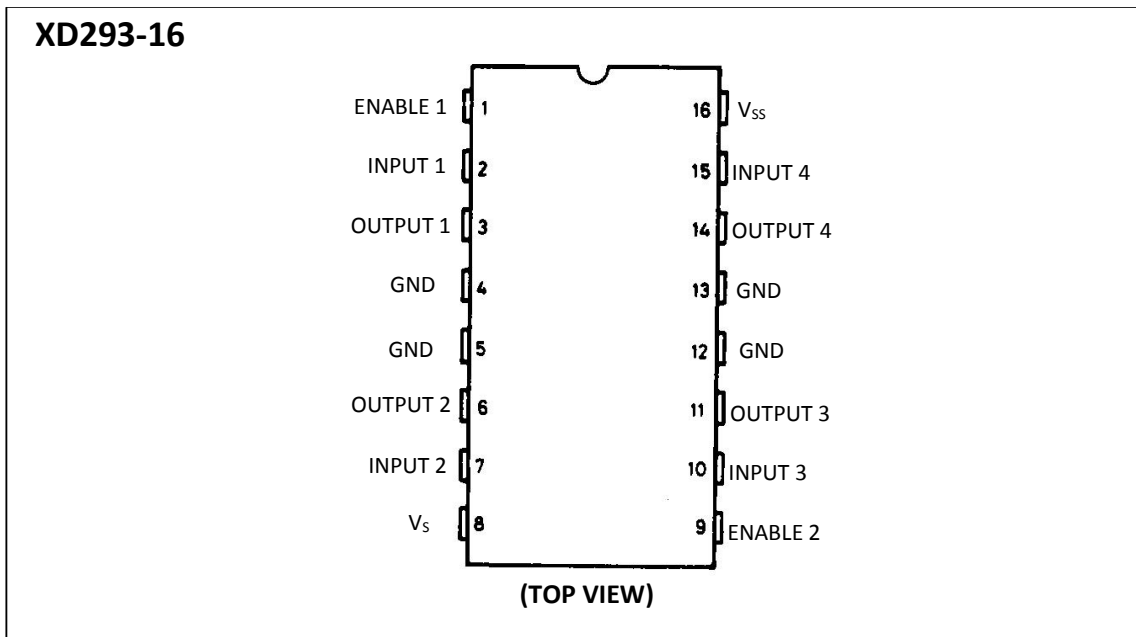 XD293-16
ENABLE 1 1 16 VSS
INPUT 1 2 15 INPUT 4
OUTPUT 1 3 14 OUTPUT 4
GND 4 13 GND
GND 5 12 GND
OUTPUT 2 6 11 OUTPUT 3
INPUT 2 7 10 INPUT 3
VS 8 9 ENABLE 2
(TOP VIEW)